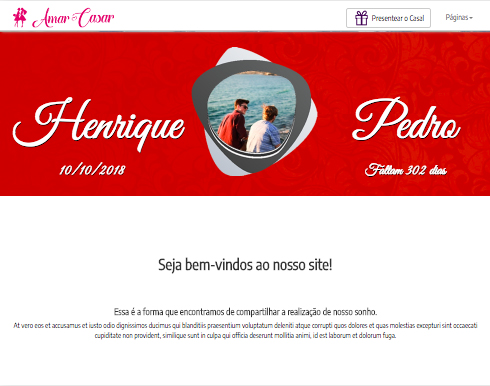 Amar & Casar
Presentear o Casal
Páginas
Henrique
Pedro
10/10/2018
Faltam 302 dias
Seja bem-vindos ao nosso site!
Essa é a forma que encontramos de compartilhar a realização de nosso sonho.
At vero eos et accusamus et iusto odio dignissimos ducimus qui blanditiis praesentium voluptatum deleniti atque corrupti quos dolores et quas molestias excepturi sint occaecati
cupiditate non provident, similique sunt in culpa qui officia deserunt mollitia animi, id est laborum et dolorum fuga.